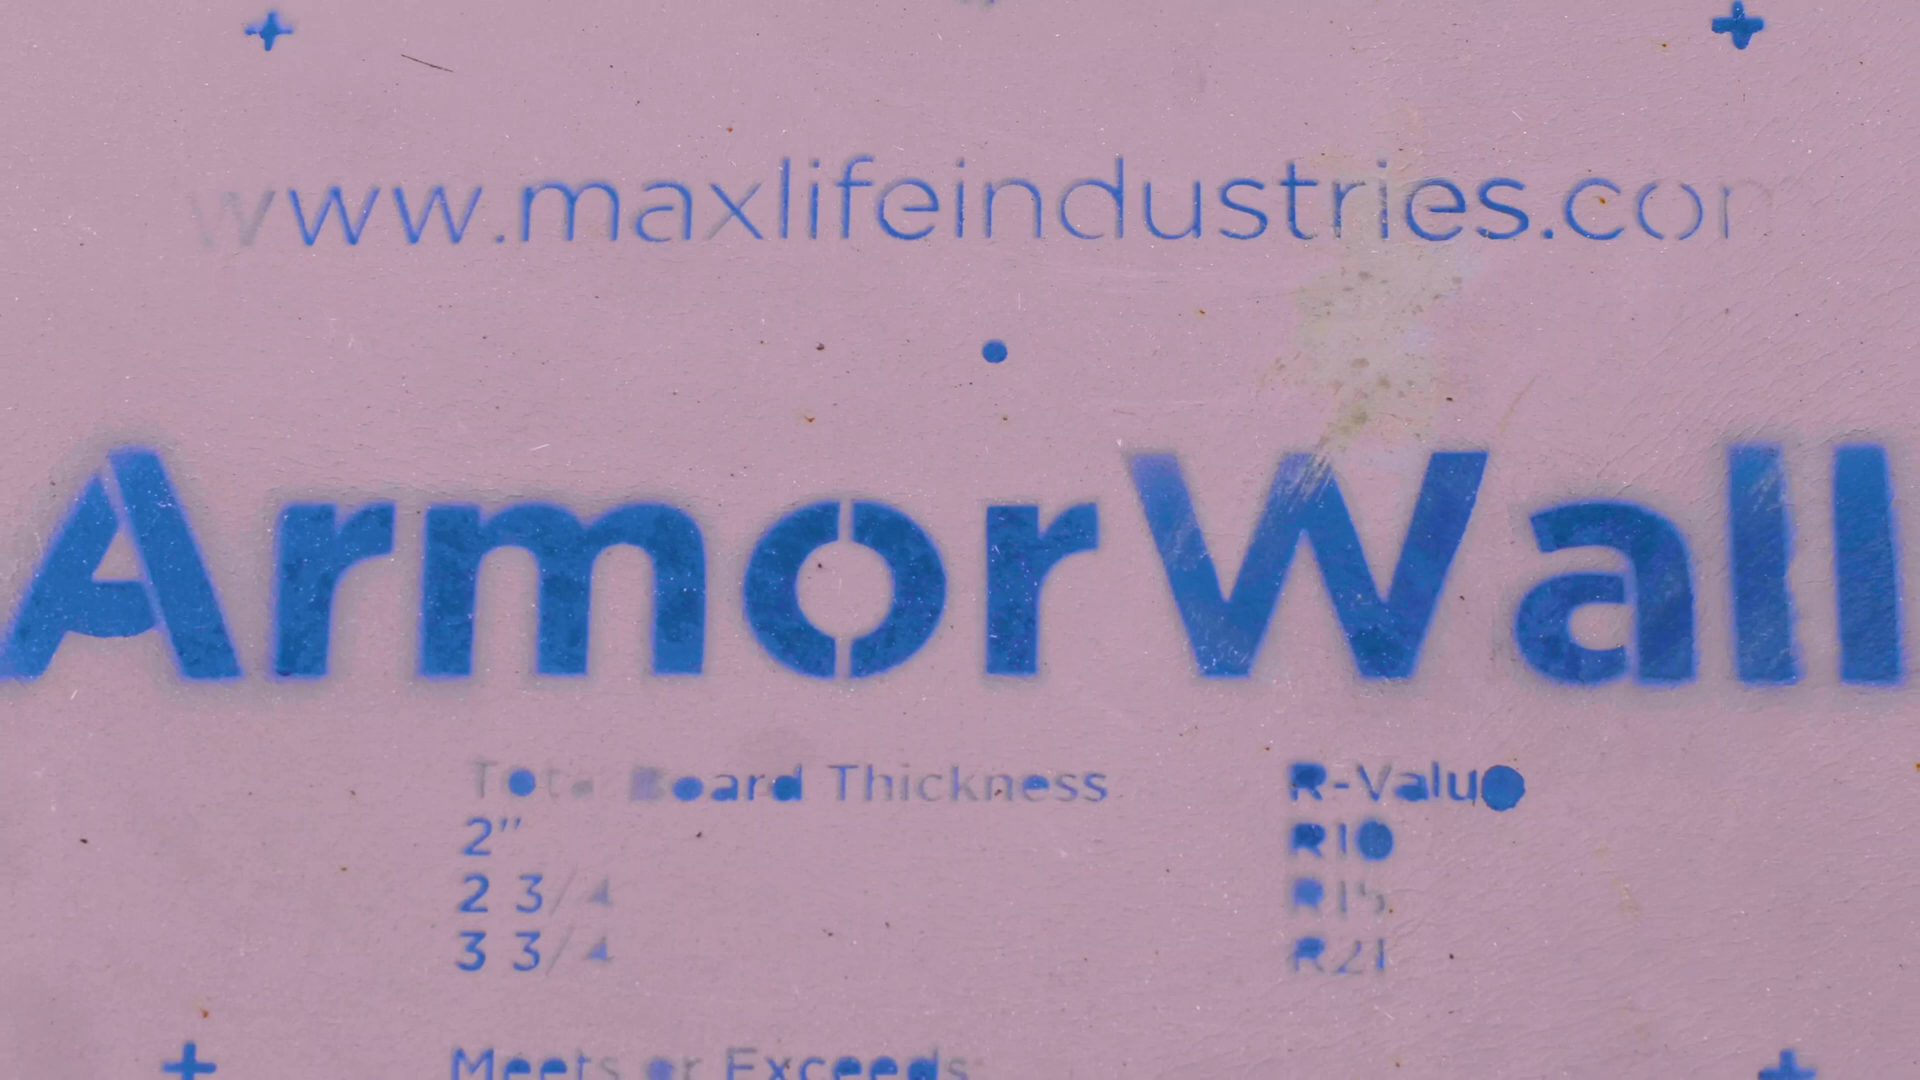 www.maxlifeindustries.com
ArmorWall
Total Board Thickness R-Value
2" R10
2 3/4 R15
3 3/4 R21
Meets or Exceeds: